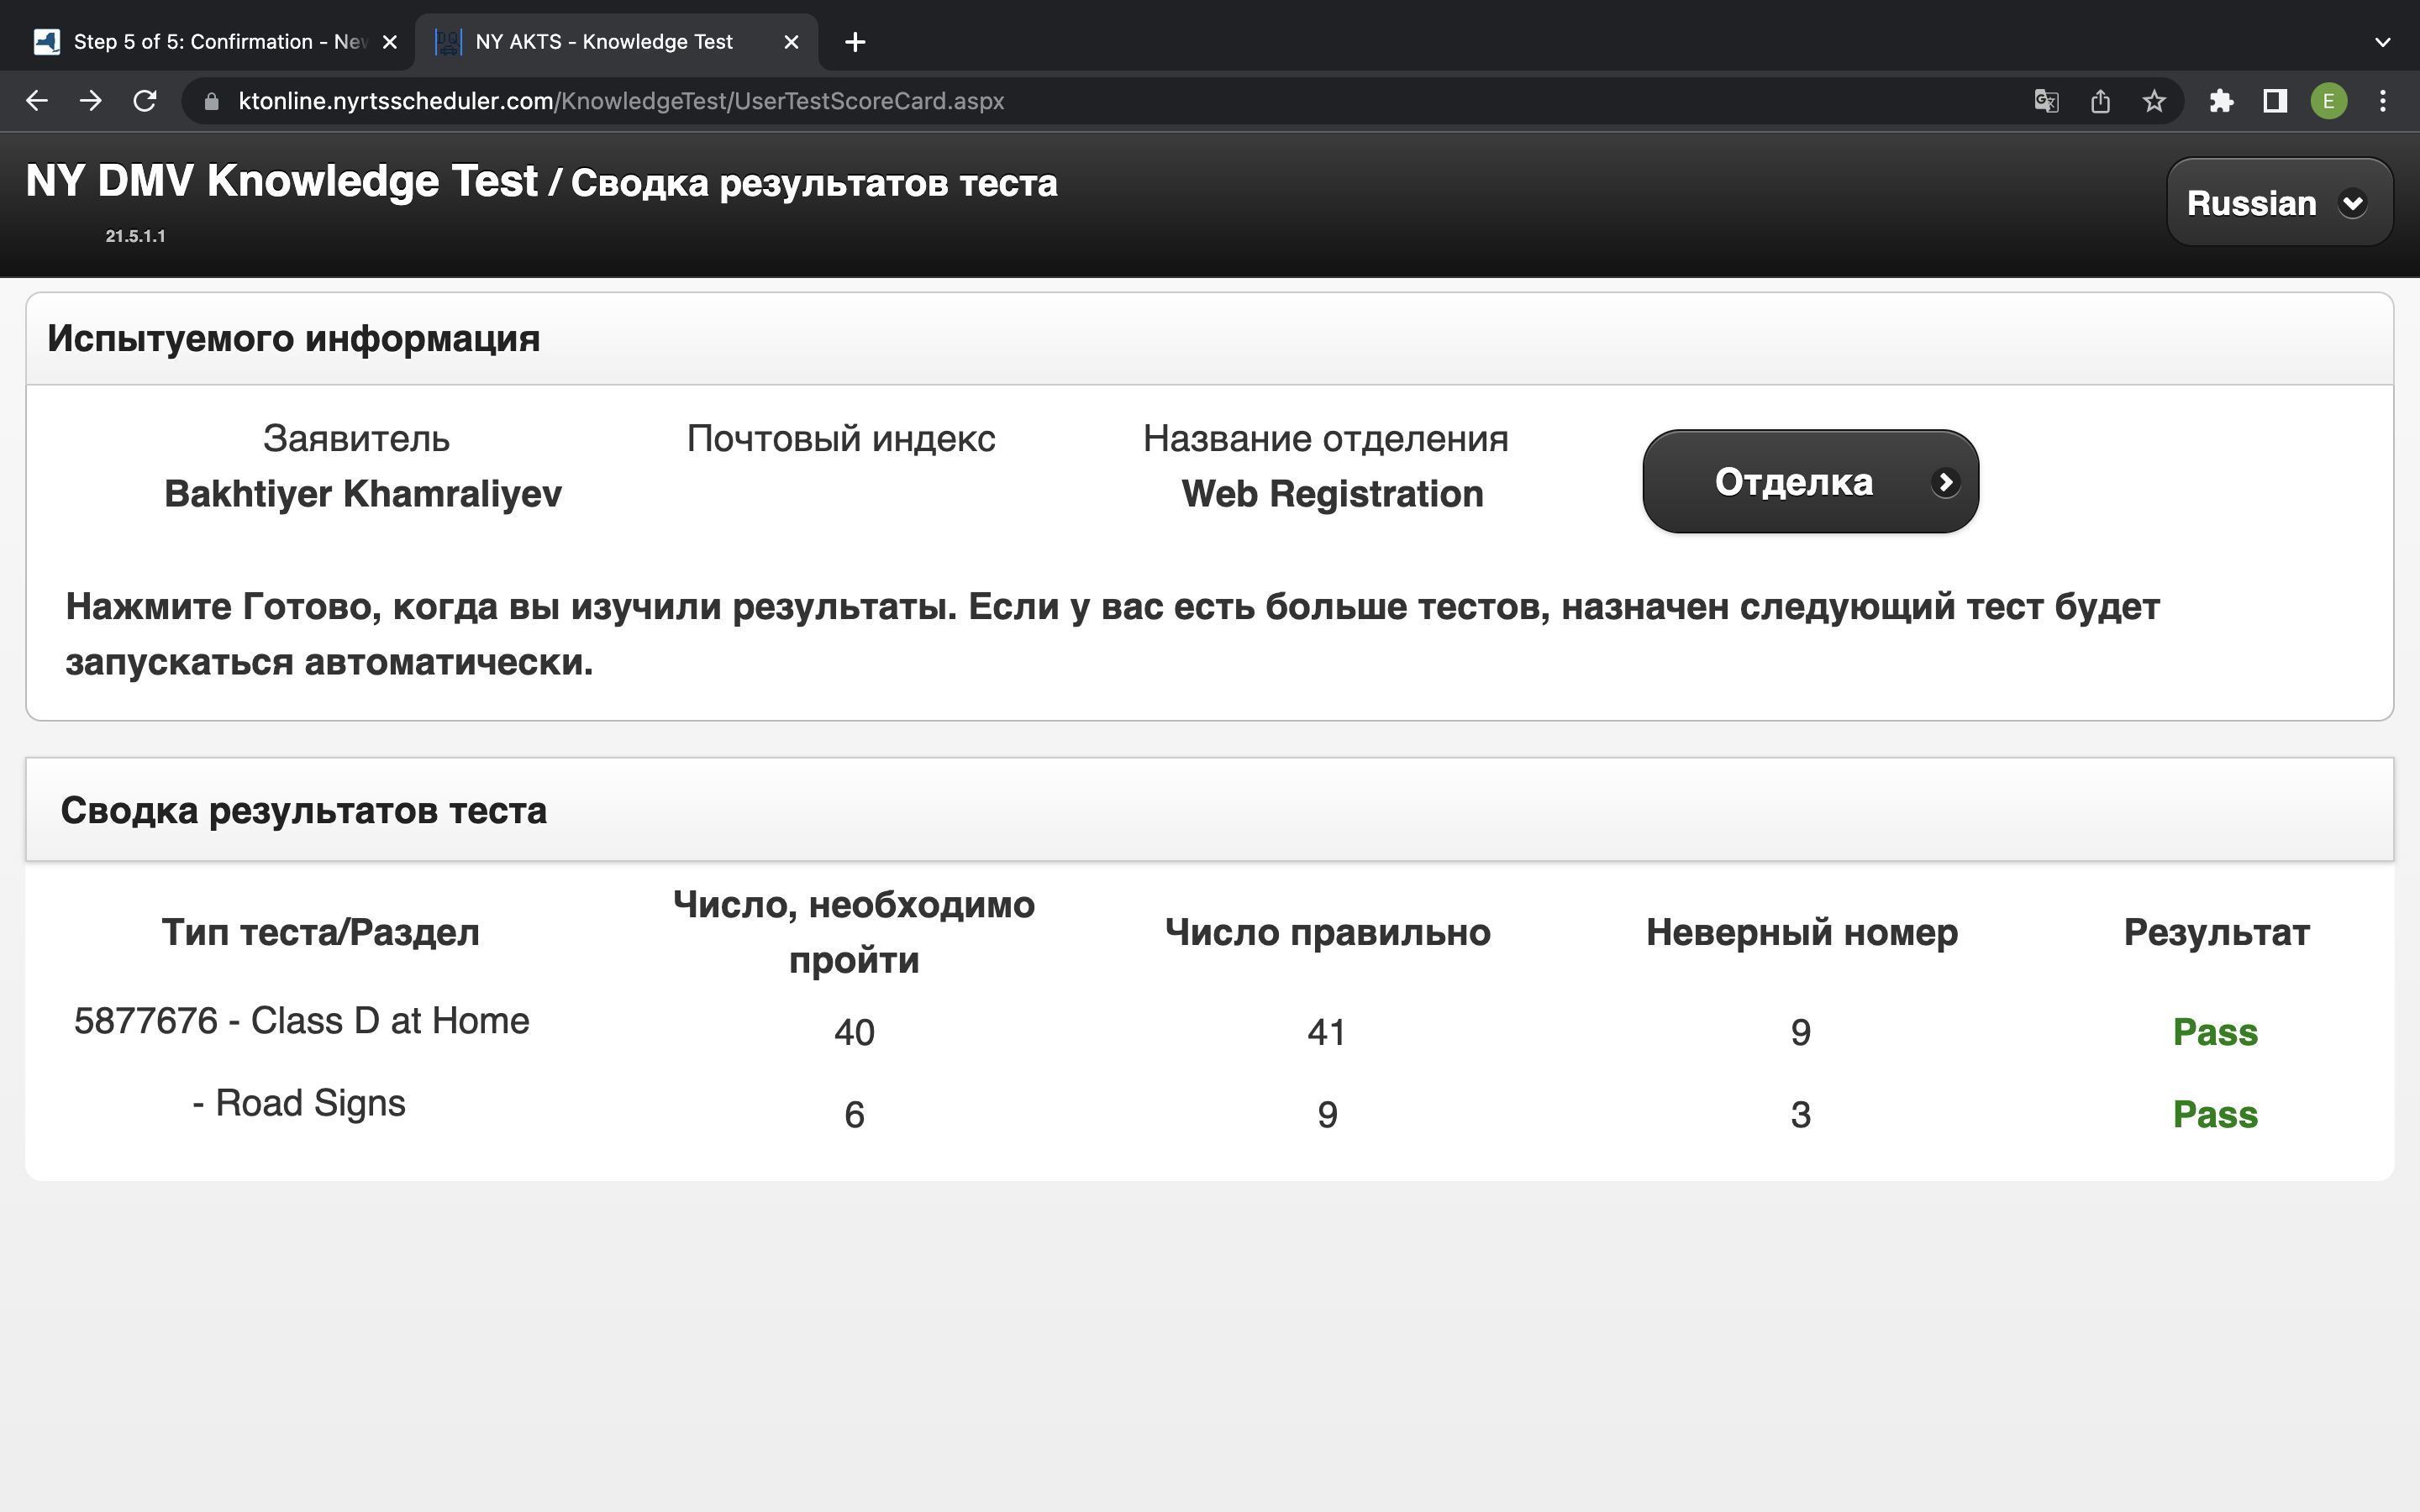 Step 5 of 5: Confirmation - New
NY AKTS - Knowledge Test
ktonline.nyrtsscheduler.com/KnowledgeTest/UserTestScoreCard.aspx
E
NY DMV Knowledge Test / Сводка результатов теста
21.5.1.1
Russian
Испытуемого информация
Заявитель Почтовый индекс Название отделения
Bakhtiyer Khamraliyev Web Registration
Отделка
Нажмите Готово, когда вы изучили результаты. Если у вас есть больше тестов, назначен следующий тест будет
запускаться автоматически.
Сводка результатов теста
Тип теста/Раздел Число, необходимо пройти Число правильно Неверный номер Результат
5877676 - Class D at Home 40 41 9 Pass
- Road Signs 6 9 3 Pass